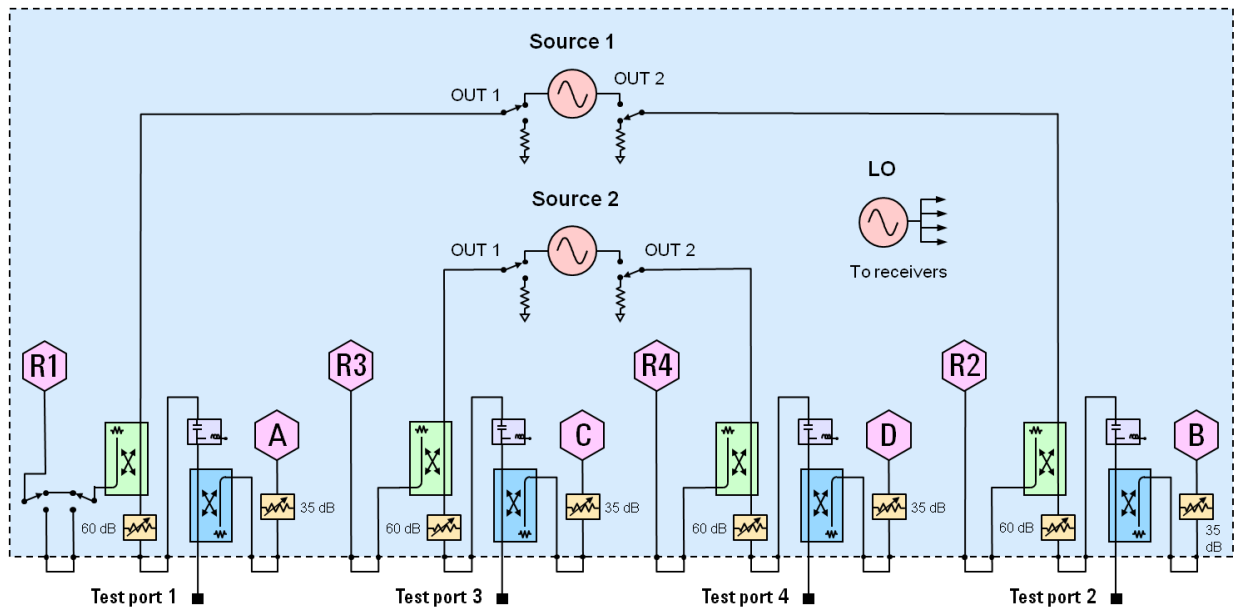 Source 1
OUT 1
OUT 2
Source 2
OUT 1
OUT 2
LO
To receivers
R1
R3
R4
R2
A
C
D
B
60 dB
35 dB
60 dB
35 dB
60 dB
35 dB
60 dB
35
dB
Test port 1
Test port 3
Test port 4
Test port 2